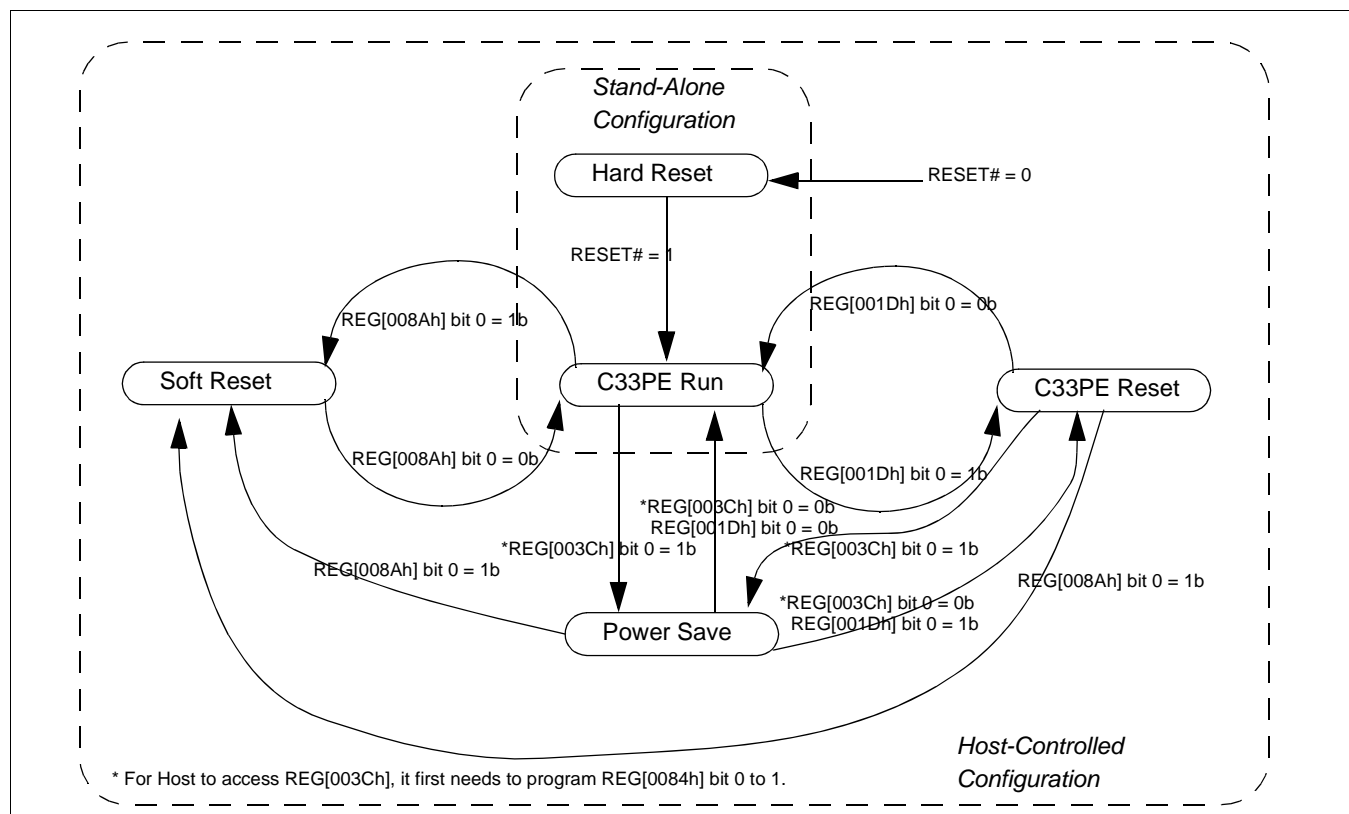 Stand-Alone
Configuration
Hard Reset
RESET# = 0
RESET# = 1
REG[008Ah] bit 0 = 1b
REG[001Dh] bit 0 = 0b
Soft Reset
C33PE Run
C33PE Reset
REG[008Ah] bit 0 = 0b
REG[001Dh] bit 0 = 1b
*REG[003Ch] bit 0 = 0b
REG[001Dh] bit 0 = 0b
*REG[003Ch] bit 0 = 1b
*REG[003Ch] bit 0 = 1b
REG[008Ah] bit 0 = 1b
REG[008Ah] bit 0 = 1b
*REG[003Ch] bit 0 = 0b
REG[001Dh] bit 0 = 1b
Power Save
Host-Controlled
Configuration
* For Host to access REG[003Ch], it first needs to program REG[0084h] bit 0 to 1.